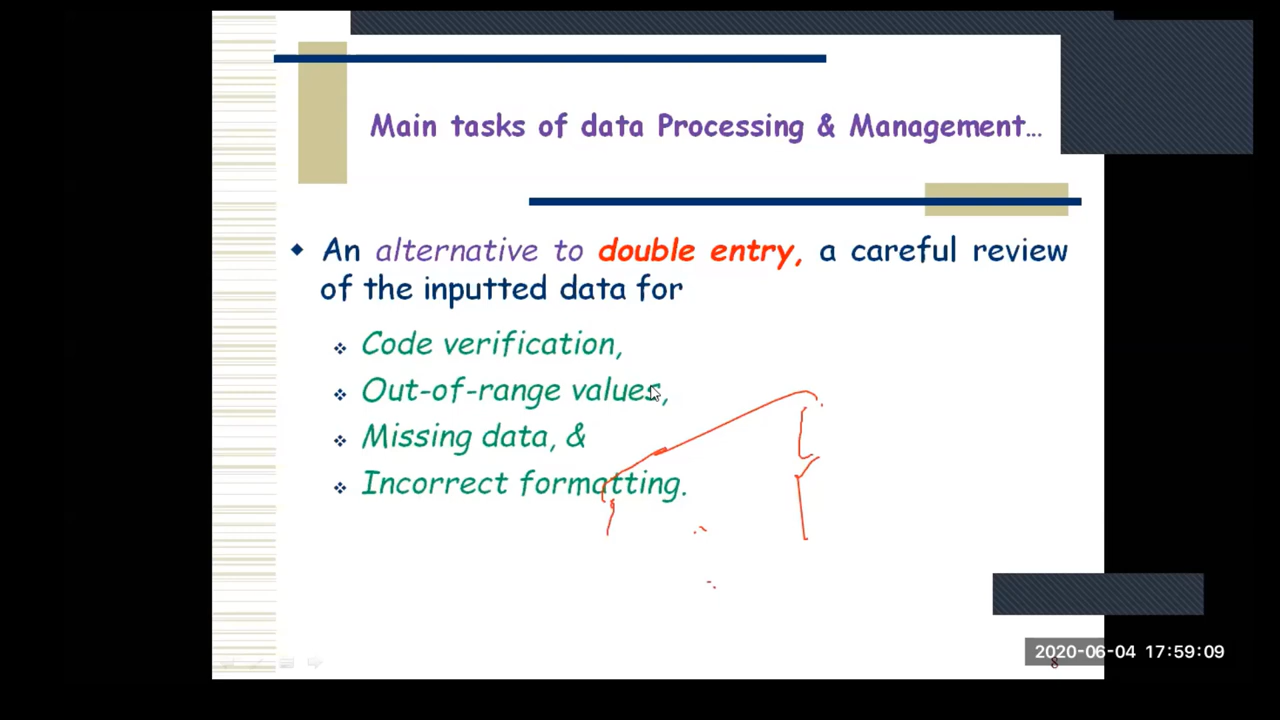 Main tasks of data Processing & Management…
An alternative to double entry, a careful review
of the inputted data for
Code verification,
Out-of-range values,
Missing data, &
Incorrect formatting.
2020-06-04 17:59:09
8